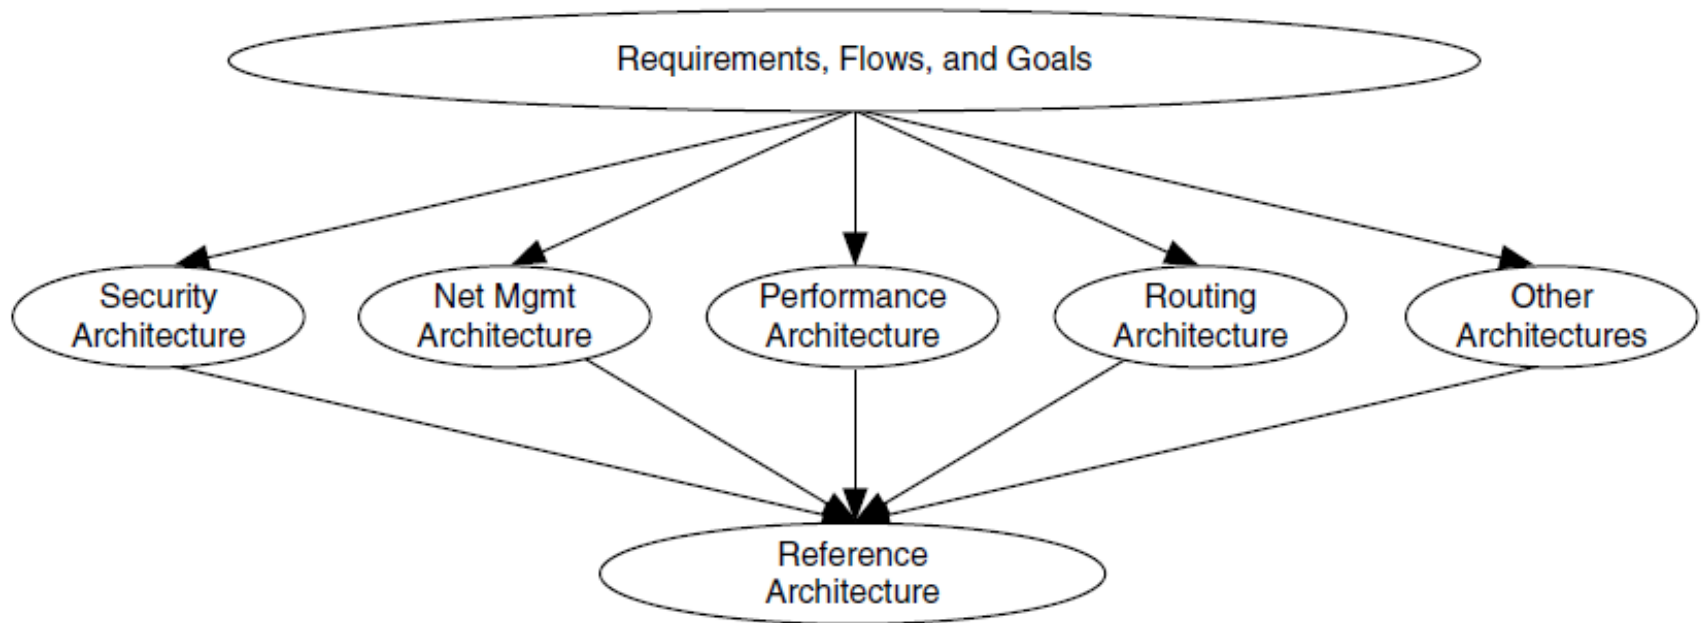 Requirements, Flows, and Goals
Security
Architecture
Net Mgmt
Architecture
Performance
Architecture
Routing
Architecture
Other
Architectures
Reference
Architecture